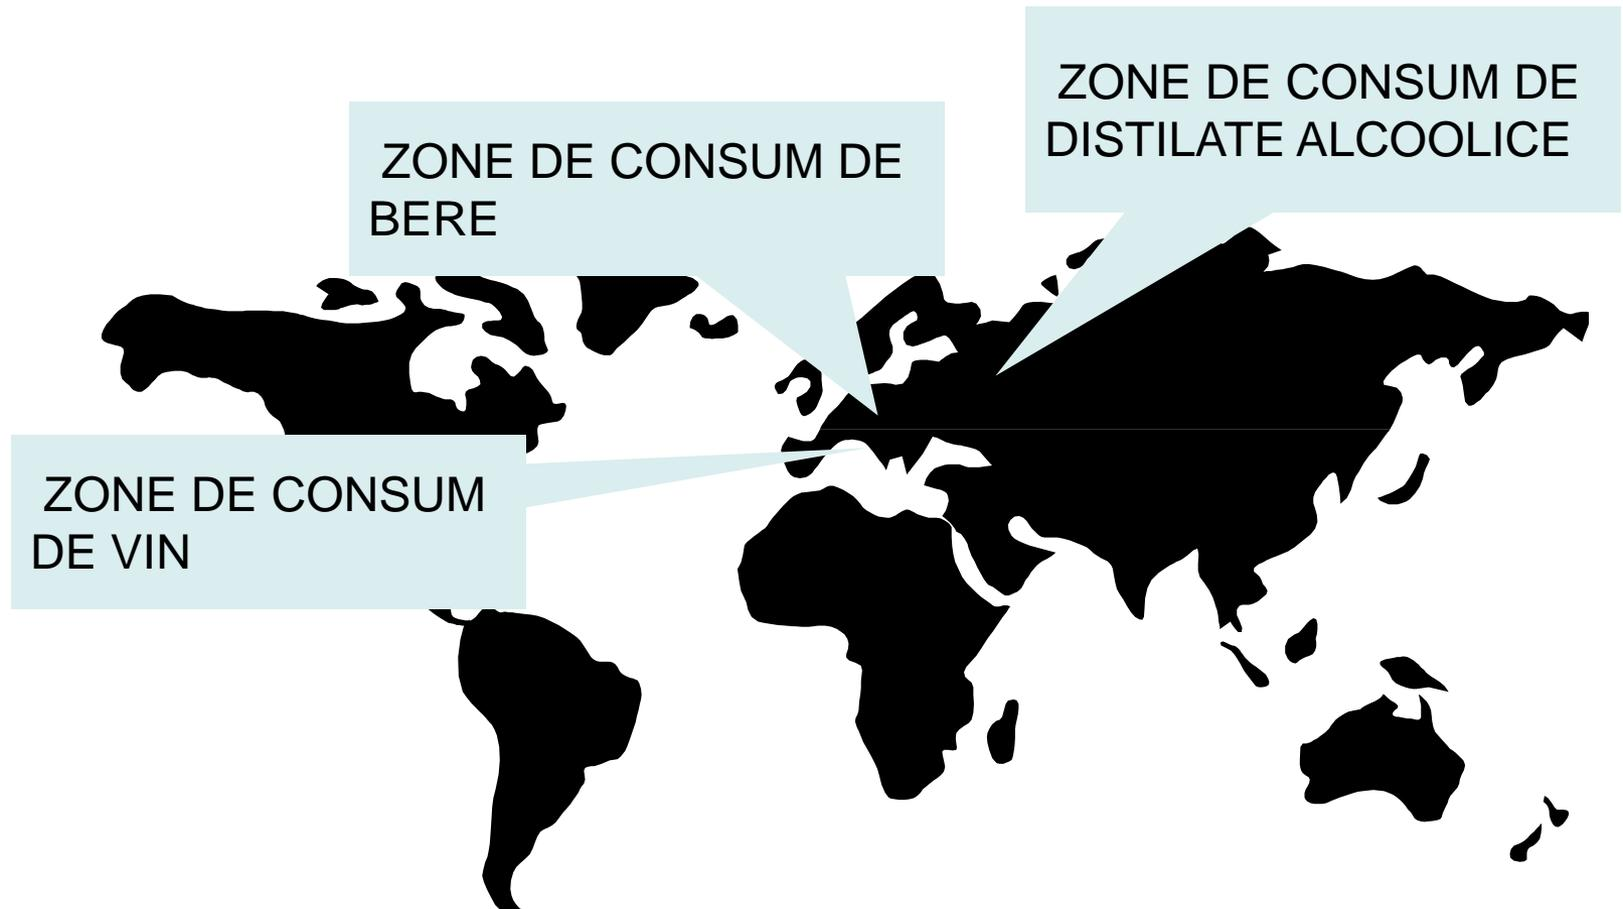 ZONE DE CONSUM DE
DISTILATE ALCOOLICE
ZONE DE CONSUM DE
BERE
ZONE DE CONSUM
DE VIN